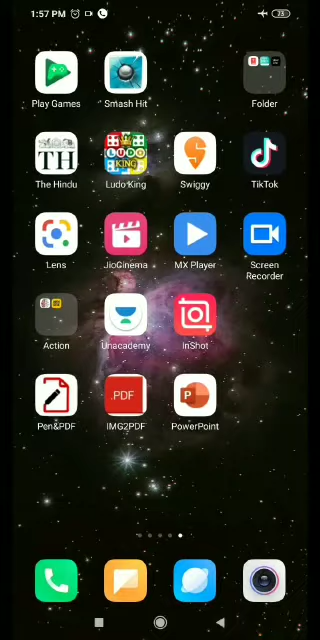 1:57 PM
23
Play Games
Smash Hit
Folder
TH
LUDO
KING
The Hindu
Ludo King
Swiggy
TikTok
Lens
JioCinema
MX Player
Screen
Recorder
Action
Unacademy
InShot
.PDF
P
Pen&PDF
IMG2PDF
PowerPoint